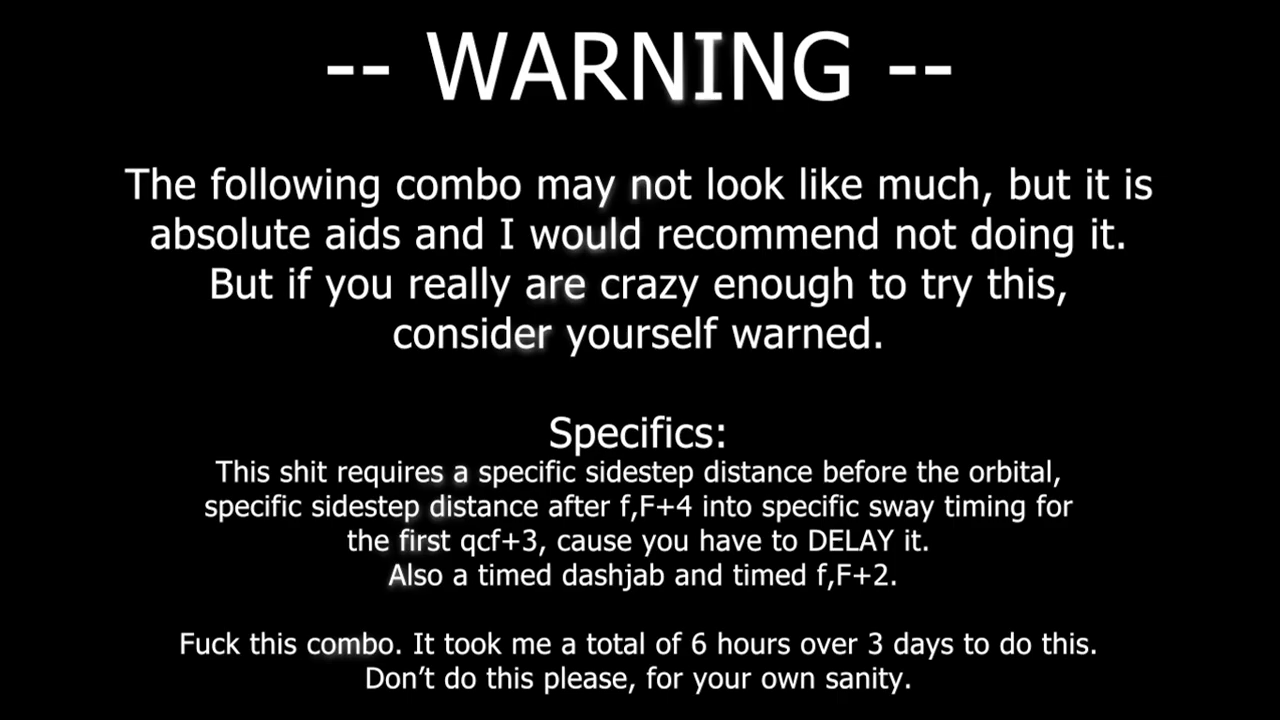 -- WARNING --
The following combo may not look like much, but it is
absolute aids and I would recommend not doing it.
But if you really are crazy enough to try this,
consider yourself warned.
Specifics:
This shit requires a specific sidestep distance before the orbital,
specific sidestep distance after f,F+4 into specific sway timing for
the first qcf+3, cause you have to DELAY it.
Also a timed dashjab and timed f,F+2.
Fuck this combo. It took me a total of 6 hours over 3 days to do this.
Don’t do this please, for your own sanity.